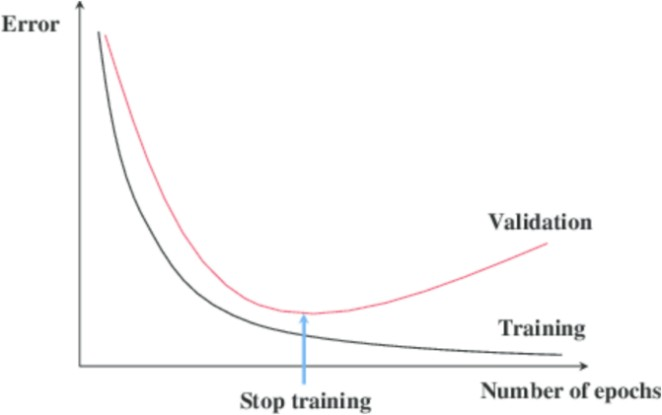 Error
Validation
Training
Number of epochs
Stop training